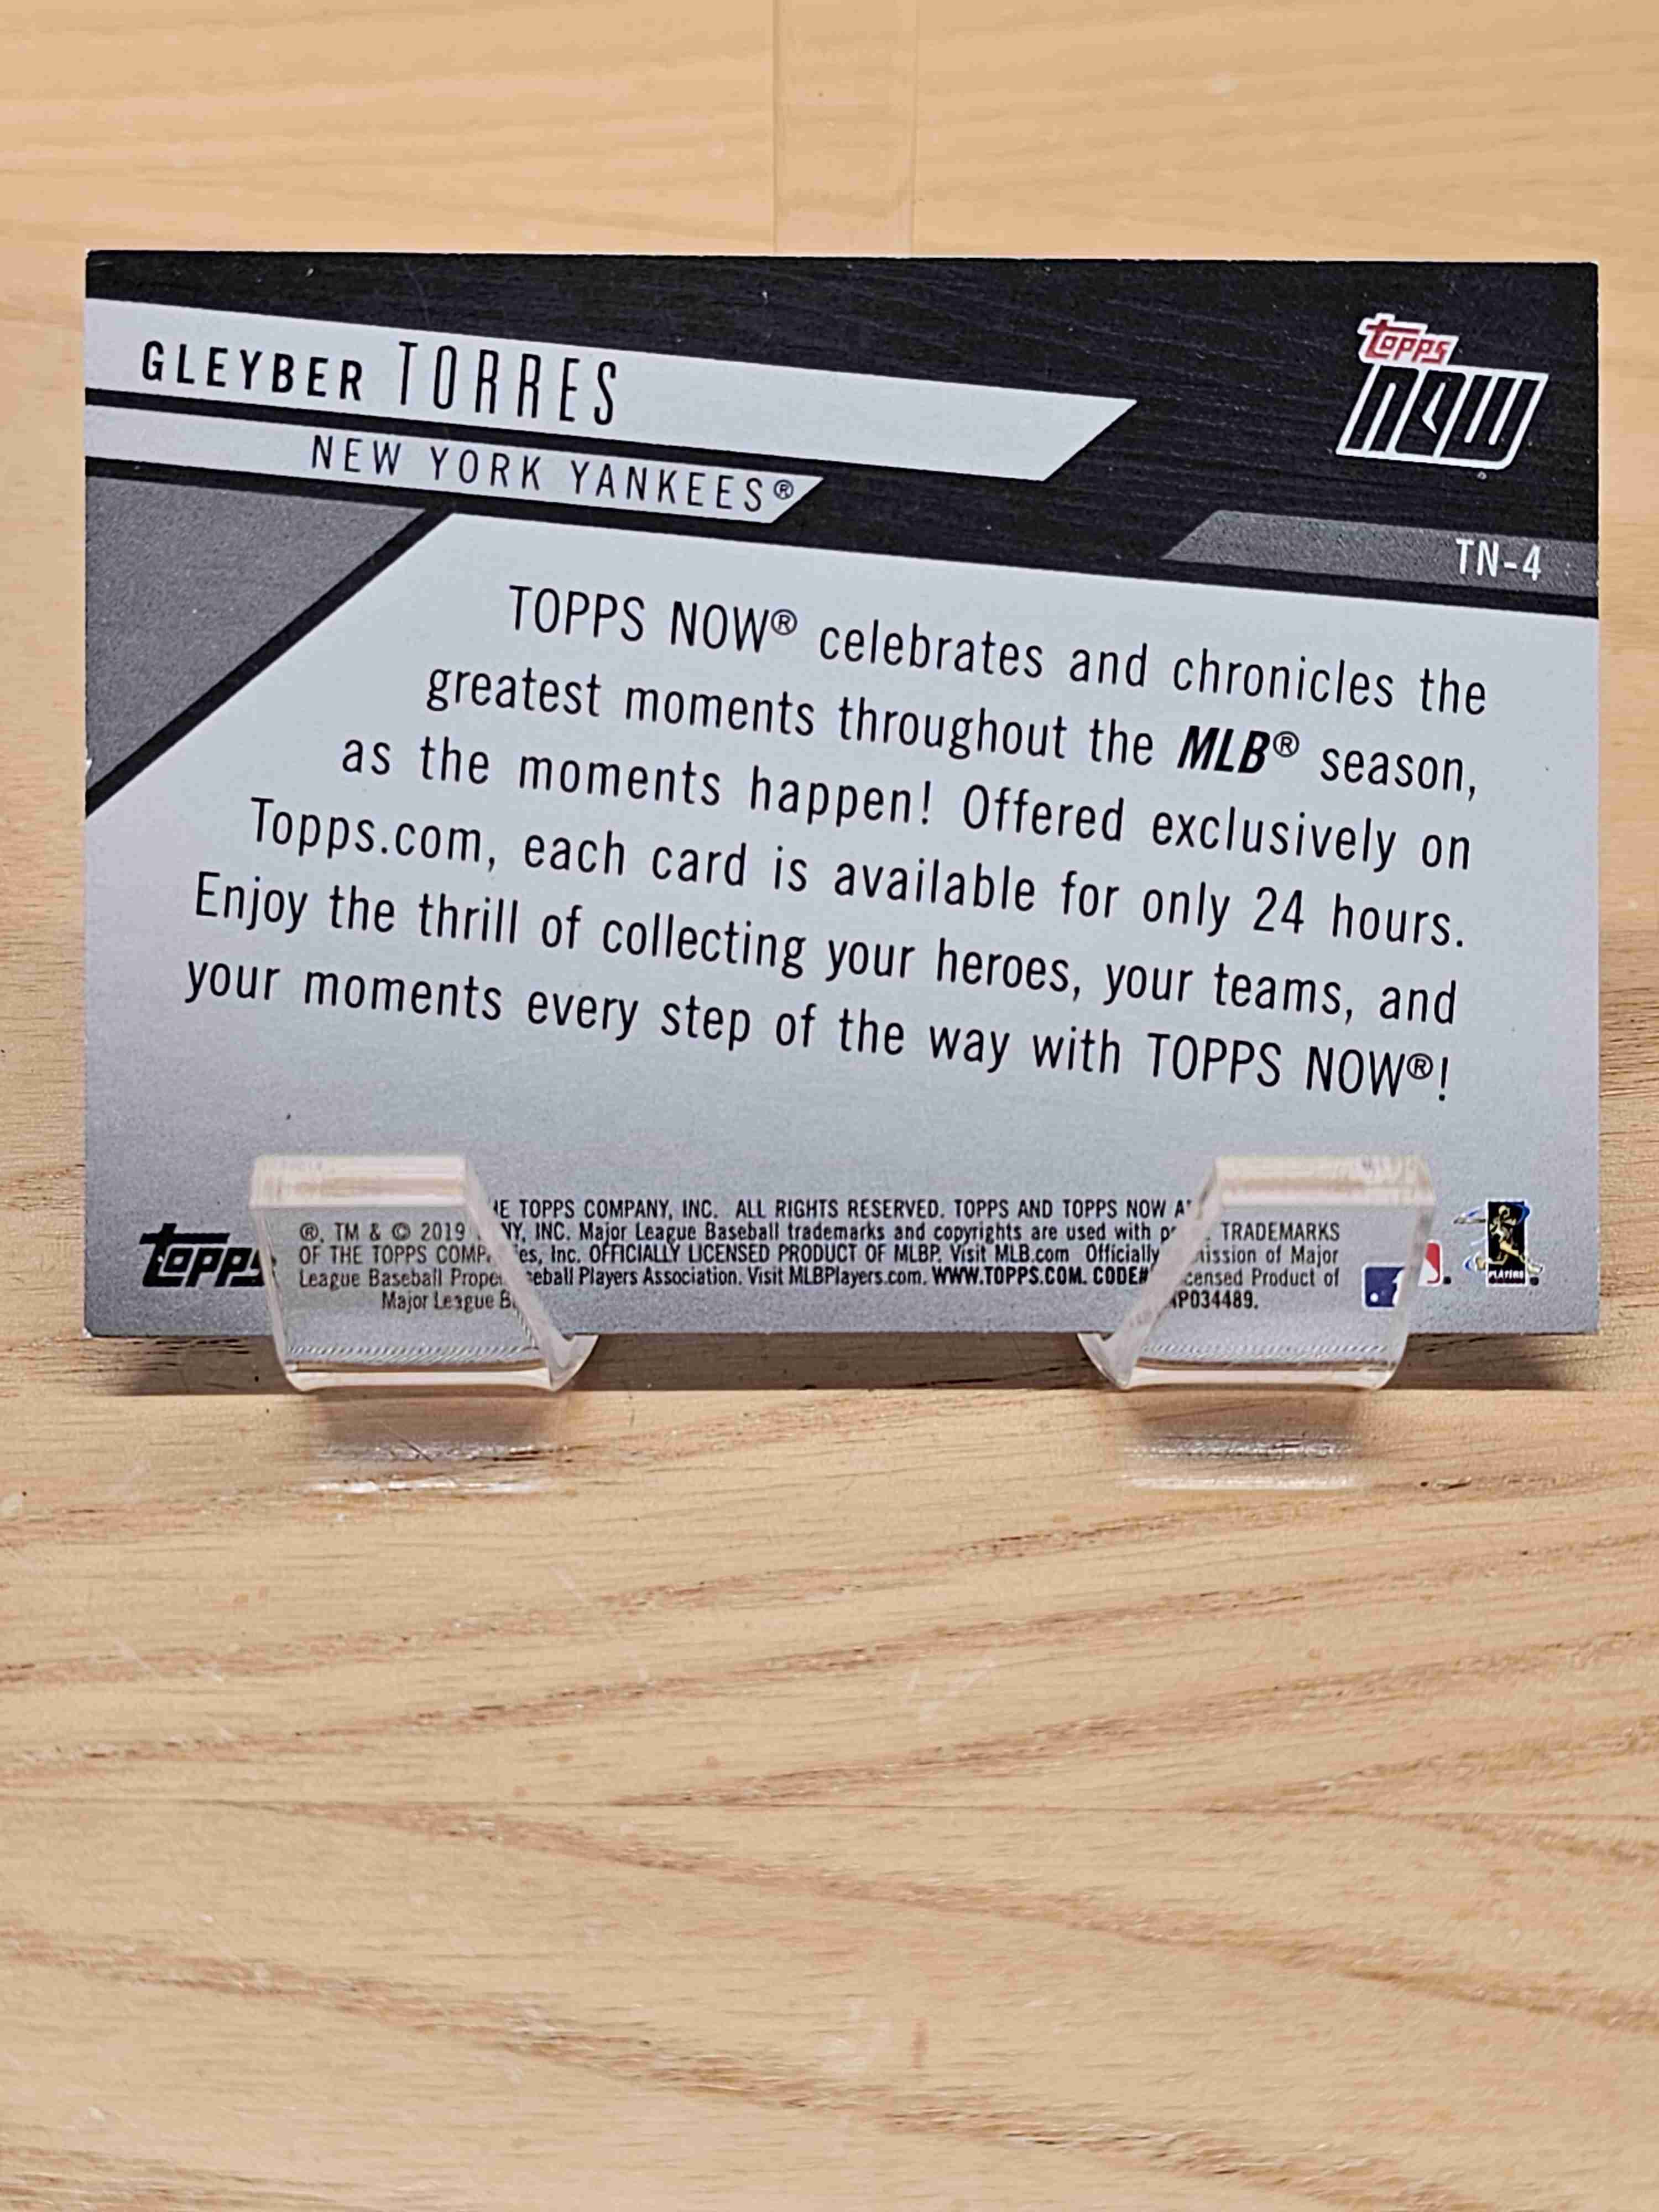 GLEYBER TORRES
NEW YORK YANKEES®
topps
NOW
TN-4
TOPPS NOW® celebrates and chronicles the
greatest moments throughout the MLB® season,
as the moments happen! Offered exclusively on
Topps.com, each card is available for only 24 hours.
Enjoy the thrill of collecting your heroes, your teams, and
your moments every step of the way with TOPPS NOW®!
topps
TOPPS COMPANY, INC. ALL RIGHTS RESERVED. TOPPS AND TOPPS NOW
®, TM & © 2019 INC. Major League Baseball trademarks and copyrights are used with TRADEMARKS
OF THE TOPPS Inc. OFFICIALLY LICENSED PRODUCT OF MLBP. Visit MLB.com Officially of Major
League Baseball Players Association. Visit MLBPlayers.com. WWW.TOPPS.COM. CODE# Product of
Major League
PLAYERS